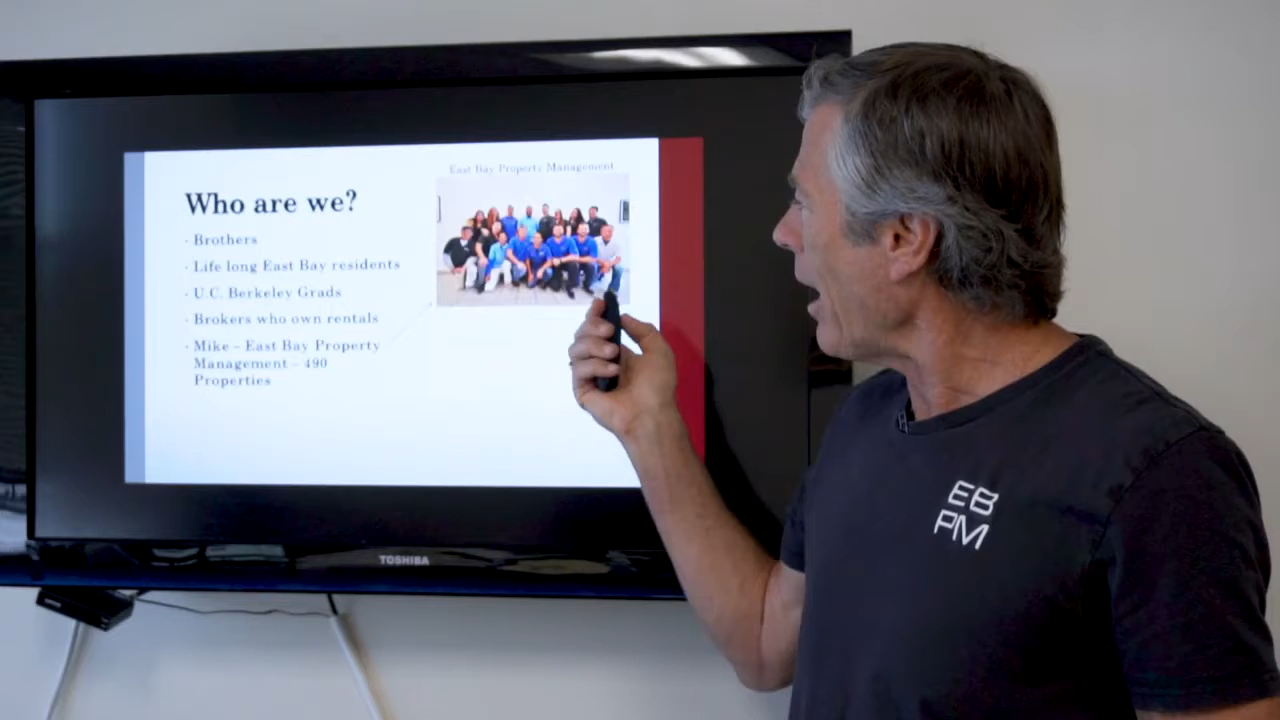 East Bay Property Management
Who are we?
· Brothers
· Life long East Bay residents
· U.C. Berkeley Grads
· Brokers who own rentals
· Mike – East Bay Property
Management – 490
Properties
TOSHIBA
EB
PM